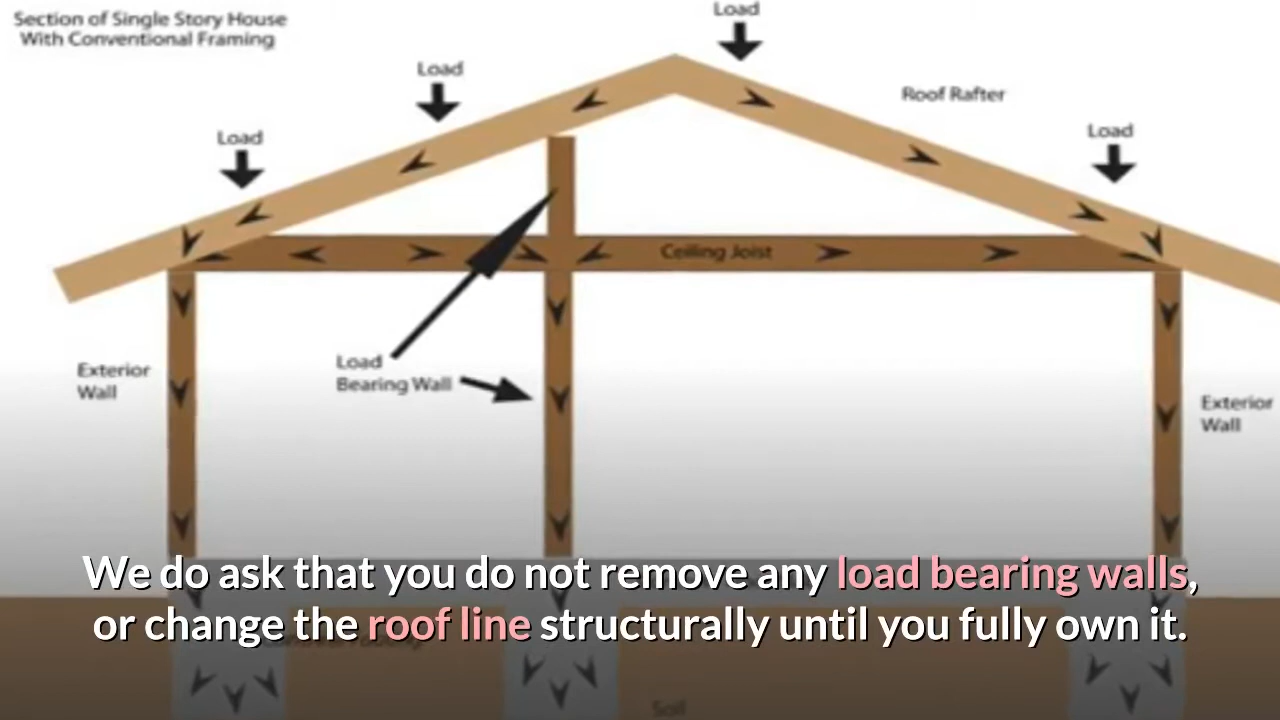 Section of Single Story House
With Conventional Framing
Load
Load
Load
Load
Roof Rafter
Ceiling Joist
Load
Bearing Wall
Exterior
Wall
Exterior
Wall
We do ask that you do not remove any load bearing walls,
or change the roof line structurally until you fully own it.
Soil